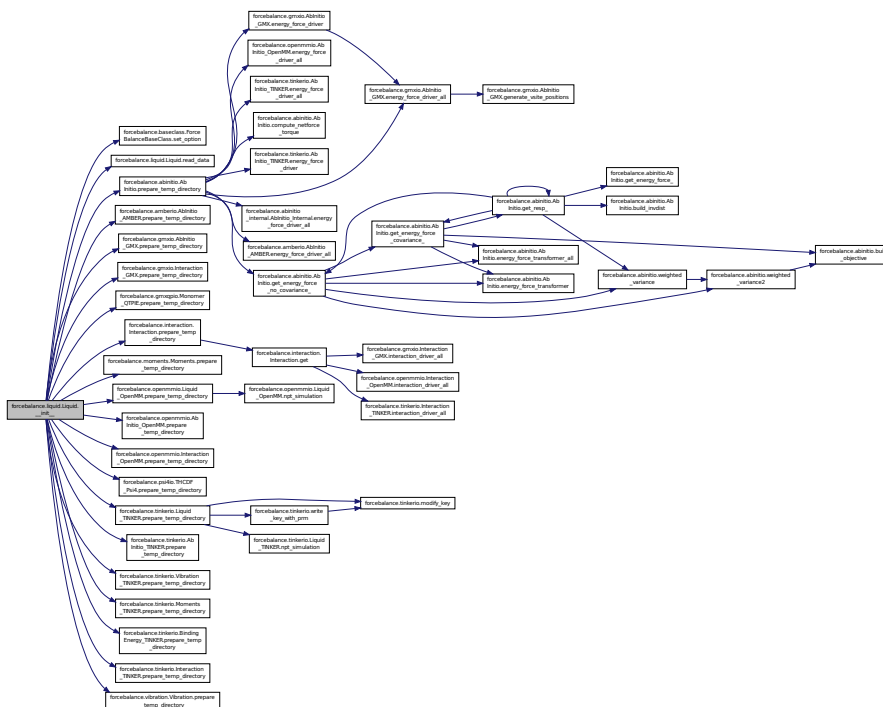 forcebalance.gmxio.AbInitio
_GMX.energy_force_driver
forcebalance.openmmio.Ab
Initio_OpenMM.energy_force
_driver_all
forcebalance.tinkerio.Ab
Initio_TINKER.energy_force
_driver_all
forcebalance.gmxio.AbInitio
_GMX.energy_force_driver_all
forcebalance.gmxio.AbInitio
_GMX.generate_vsite_positions
forcebalance.abinitio.Ab
Initio.compute_netforce
_torque
forcebalance.baseclass.Force
BalanceBaseClass.set_option
forcebalance.liquid.Liquid.read_data
forcebalance.tinkerio.Ab
Initio_TINKER.energy_force
_driver
forcebalance.abinitio.Ab
Initio.prepare_temp_directory
forcebalance.abinitio.Ab
Initio.get_energy_force_
forcebalance.abinitio.Ab
Initio.get_resp_
forcebalance.abinitio.Ab
Initio.build_invdist
forcebalance.amberio.AbInitio
_AMBER.prepare_temp_directory
forcebalance.abinitio
_internal.AbInitio_Internal.energy
_force_driver_all
forcebalance.abinitio.Ab
Initio.get_energy_force
_covariance_
forcebalance.gmxio.AbInitio
_GMX.prepare_temp_directory
forcebalance.amberio.AbInitio
_AMBER.energy_force_driver_all
forcebalance.abinitio.Ab
Initio.energy_force_transformer_all
forcebalance.abinitio.bui
_objective
forcebalance.gmxio.Interaction
_GMX.prepare_temp_directory
forcebalance.abinitio.Ab
Initio.get_energy_force
_no_covariance_
forcebalance.abinitio.Ab
Initio.energy_force_transformer
forcebalance.abinitio.weighted
_variance
forcebalance.abinitio.weighted
_variance2
forcebalance.gmxqpio.Monomer
_QTPIE.prepare_temp_directory
forcebalance.interaction.
Interaction.prepare_temp
_directory
forcebalance.interaction.
Interaction.get
forcebalance.gmxio.Interaction
_GMX.interaction_driver_all
forcebalance.moments.Moments.prepare
_temp_directory
forcebalance.openmmio.Interaction
_OpenMM.interaction_driver_all
forcebalance.openmmio.Liquid
_OpenMM.prepare_temp_directory
forcebalance.openmmio.Liquid
_OpenMM.npt_simulation
forcebalance.tinkerio.Interaction
_TINKER.interaction_driver_all
forcebalance.liquid.Liquid.
__init__
forcebalance.openmmio.Ab
Initio_OpenMM.prepare
_temp_directory
forcebalance.openmmio.Interaction
_OpenMM.prepare_temp_directory
forcebalance.psi4io.THCDF
_Psi4.prepare_temp_directory
forcebalance.tinkerio.modify_key
forcebalance.tinkerio.Liquid
_TINKER.prepare_temp_directory
forcebalance.tinkerio.write
_key_with_prm
forcebalance.tinkerio.Ab
Initio_TINKER.prepare
_temp_directory
forcebalance.tinkerio.Liquid
_TINKER.npt_simulation
forcebalance.tinkerio.Vibration
_TINKER.prepare_temp_directory
forcebalance.tinkerio.Moments
_TINKER.prepare_temp_directory
forcebalance.tinkerio.Binding
Energy_TINKER.prepare_temp
_directory
forcebalance.tinkerio.Interaction
_TINKER.prepare_temp_directory
forcebalance.vibration.Vibration.prepare
_temp_directory